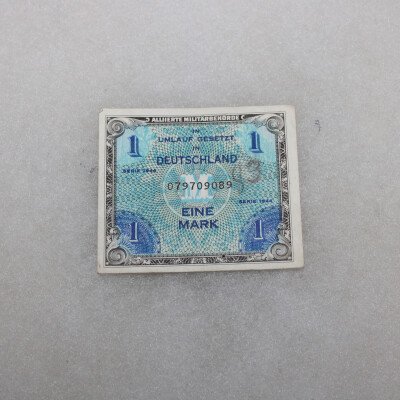 ALLIIERTE MILITÄRBEHÖRDE
1 IN 1
UMLAUF GESETZT
IN
DEUTSCHLAND
SERIE 1944
079709089
M
SERIE 1944
EINE
MARK
1 1